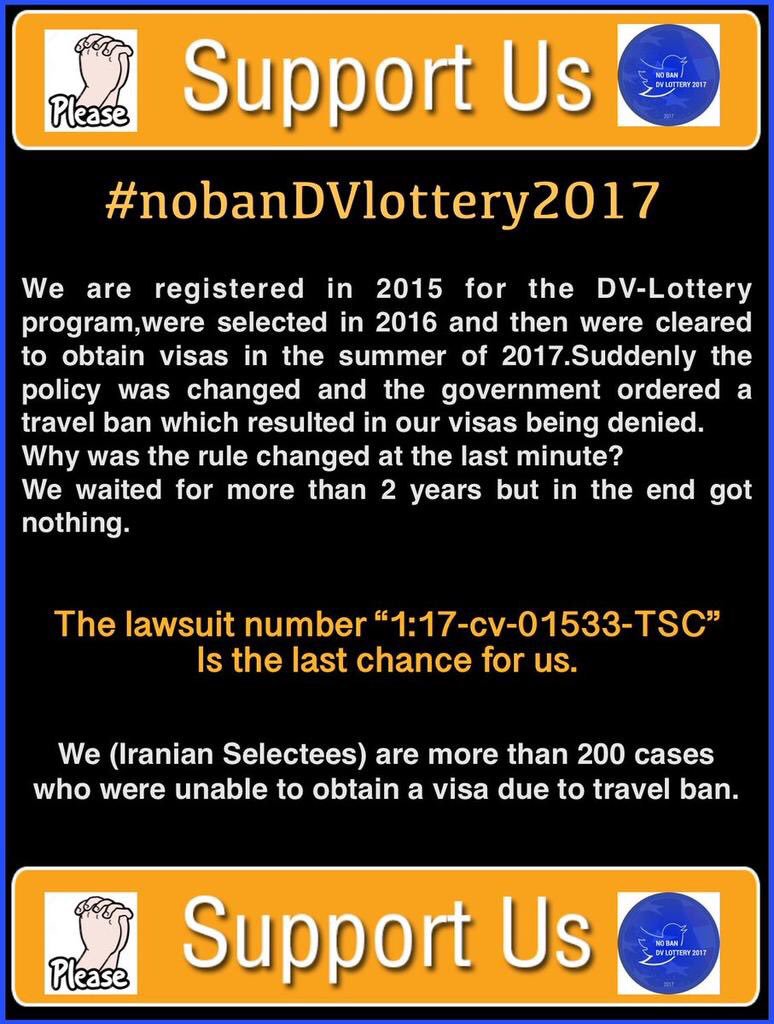 Please
Support Us
NO BAN
DV LOTTERY 2017
2017
#nobanDVlottery2017
We are registered in 2015 for the DV-Lottery
program,were selected in 2016 and then were cleared
to obtain visas in the summer of 2017.Suddenly the
policy was changed and the government ordered a
travel ban which resulted in our visas being denied.
Why was the rule changed at the last minute?
We waited for more than 2 years but in the end got
nothing.
The lawsuit number “1:17-cv-01533-TSC”
Is the last chance for us.
We (Iranian Selectees) are more than 200 cases
who were unable to obtain a visa due to travel ban.
Please
Support Us
NO BAN
DV LOTTERY 2017
2017